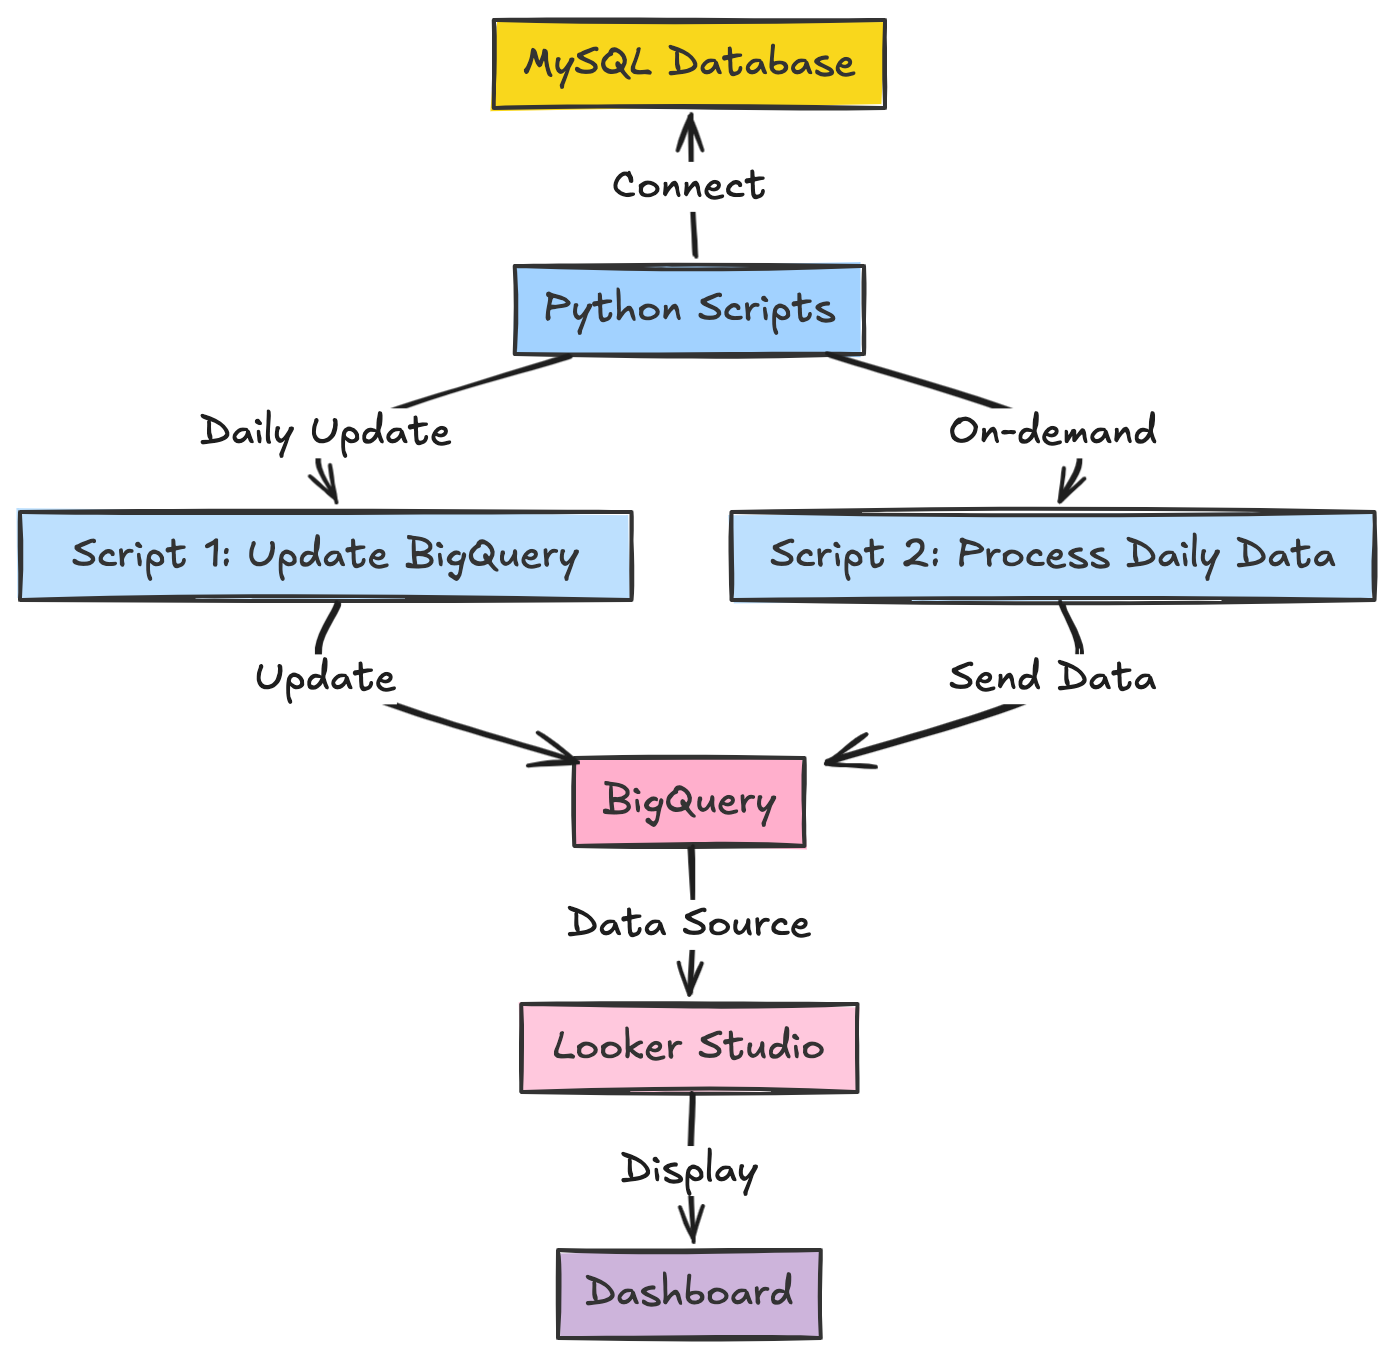 MySQL Database
Connect
Python Scripts
Daily Update
On-demand
Script 1: Update BigQuery
Script 2: Process Daily Data
Update
Send Data
BigQuery
Data Source
Looker Studio
Display
Dashboard